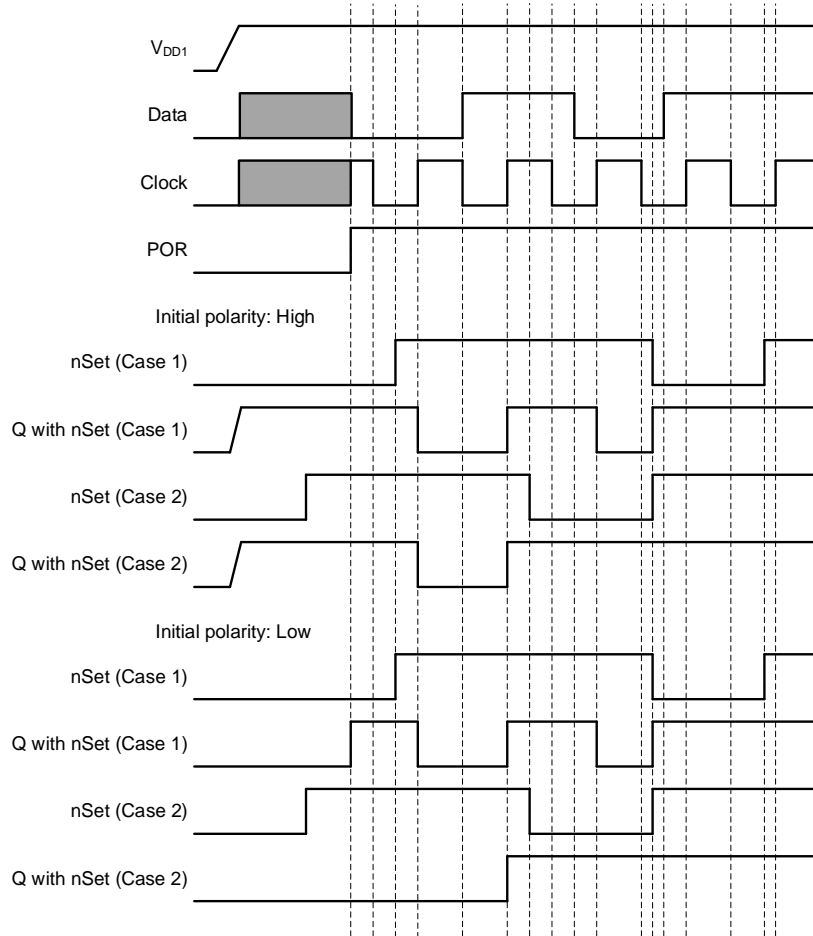 VDD1
Data
Clock
POR
Initial polarity: High
nSet (Case 1)
Q with nSet (Case 1)
nSet (Case 2)
Q with nSet (Case 2)
Initial polarity: Low
nSet (Case 1)
Q with nSet (Case 1)
nSet (Case 2)
Q with nSet (Case 2)